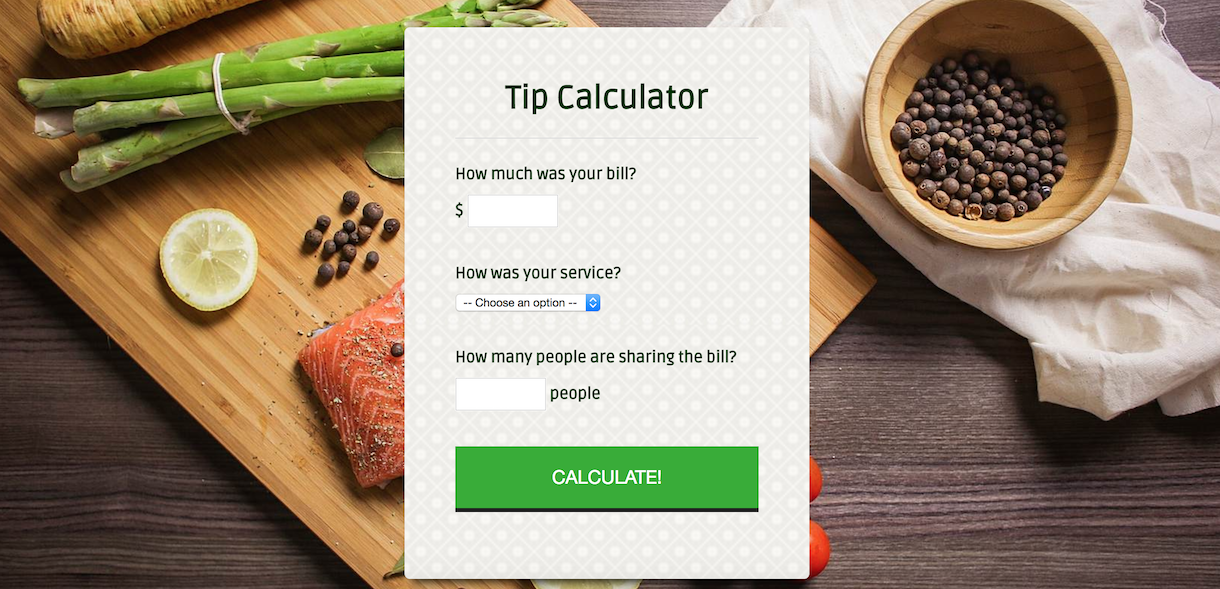 Tip Calculator
How much was your bill?
$
How was your service?
-- Choose an option --
How many people are sharing the bill?
people
CALCULATE!